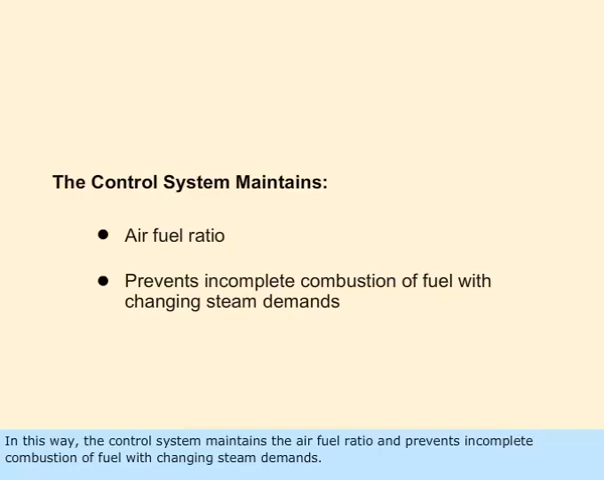 The Control System Maintains:
● Air fuel ratio
● Prevents incomplete combustion of fuel with
changing steam demands
In this way, the control system maintains the air fuel ratio and prevents incomplete
combustion of fuel with changing steam demands.